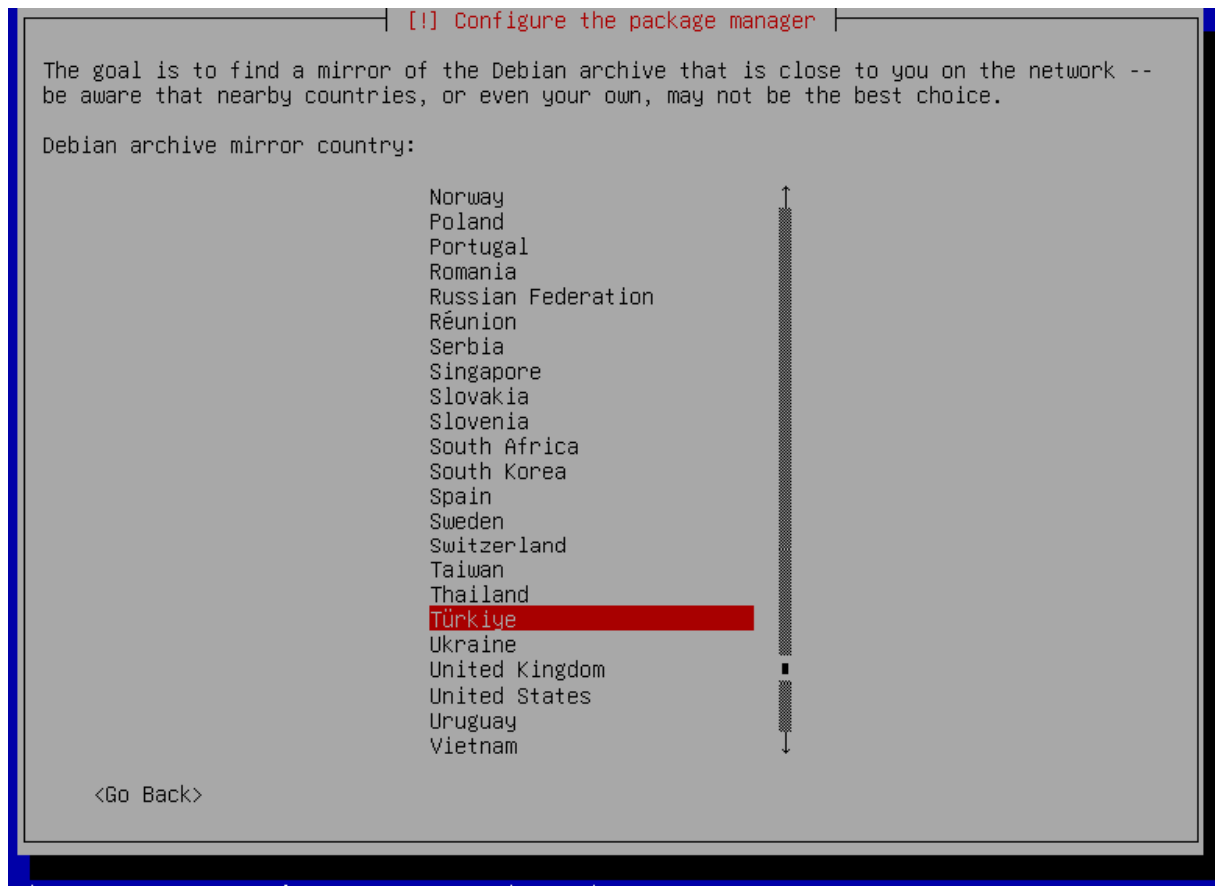 [!] Configure the package manager
The goal is to find a mirror of the Debian archive that is close to you on the network --
be aware that nearby countries, or even your own, may not be the best choice.
Debian archive mirror country:
Norway
Poland
Portugal
Romania
Russian Federation
Réunion
Serbia
Singapore
Slovakia
Slovenia
South Africa
South Korea
Spain
Sweden
Switzerland
Taiwan
Thailand
Türkiye
Ukraine
United Kingdom
United States
Uruguay
Vietnam
<Go Back>